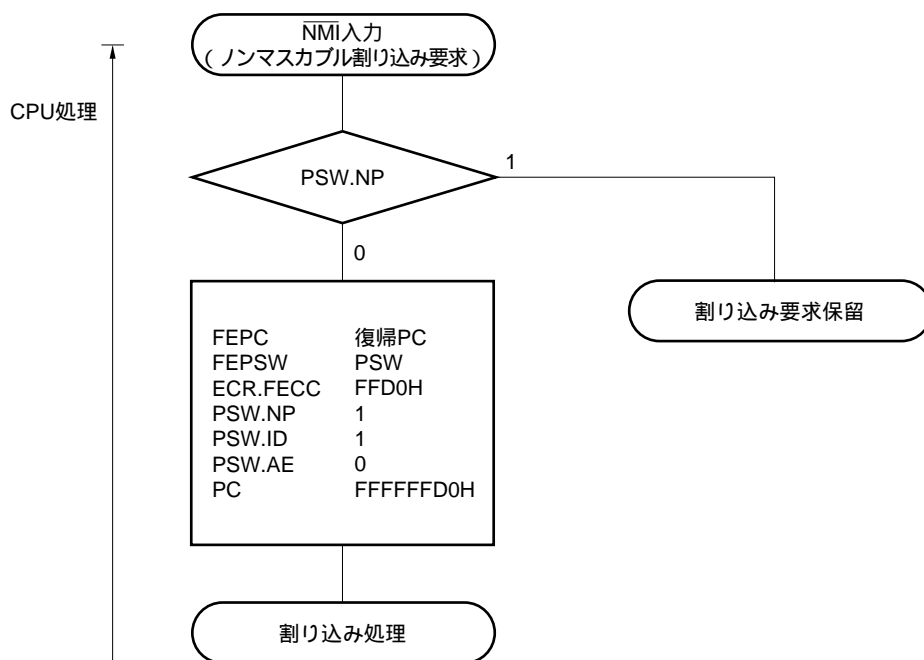 NMI入力
（ノンマスカブル割り込み要求）
CPU処理
PSW.NP
1
0
割り込み要求保留
FEPC 復帰PC
FEPSW PSW
ECR.FECC FFD0H
PSW.NP 1
PSW.ID 1
PSW.AE 0
PC FFFFFFD0H
割り込み処理